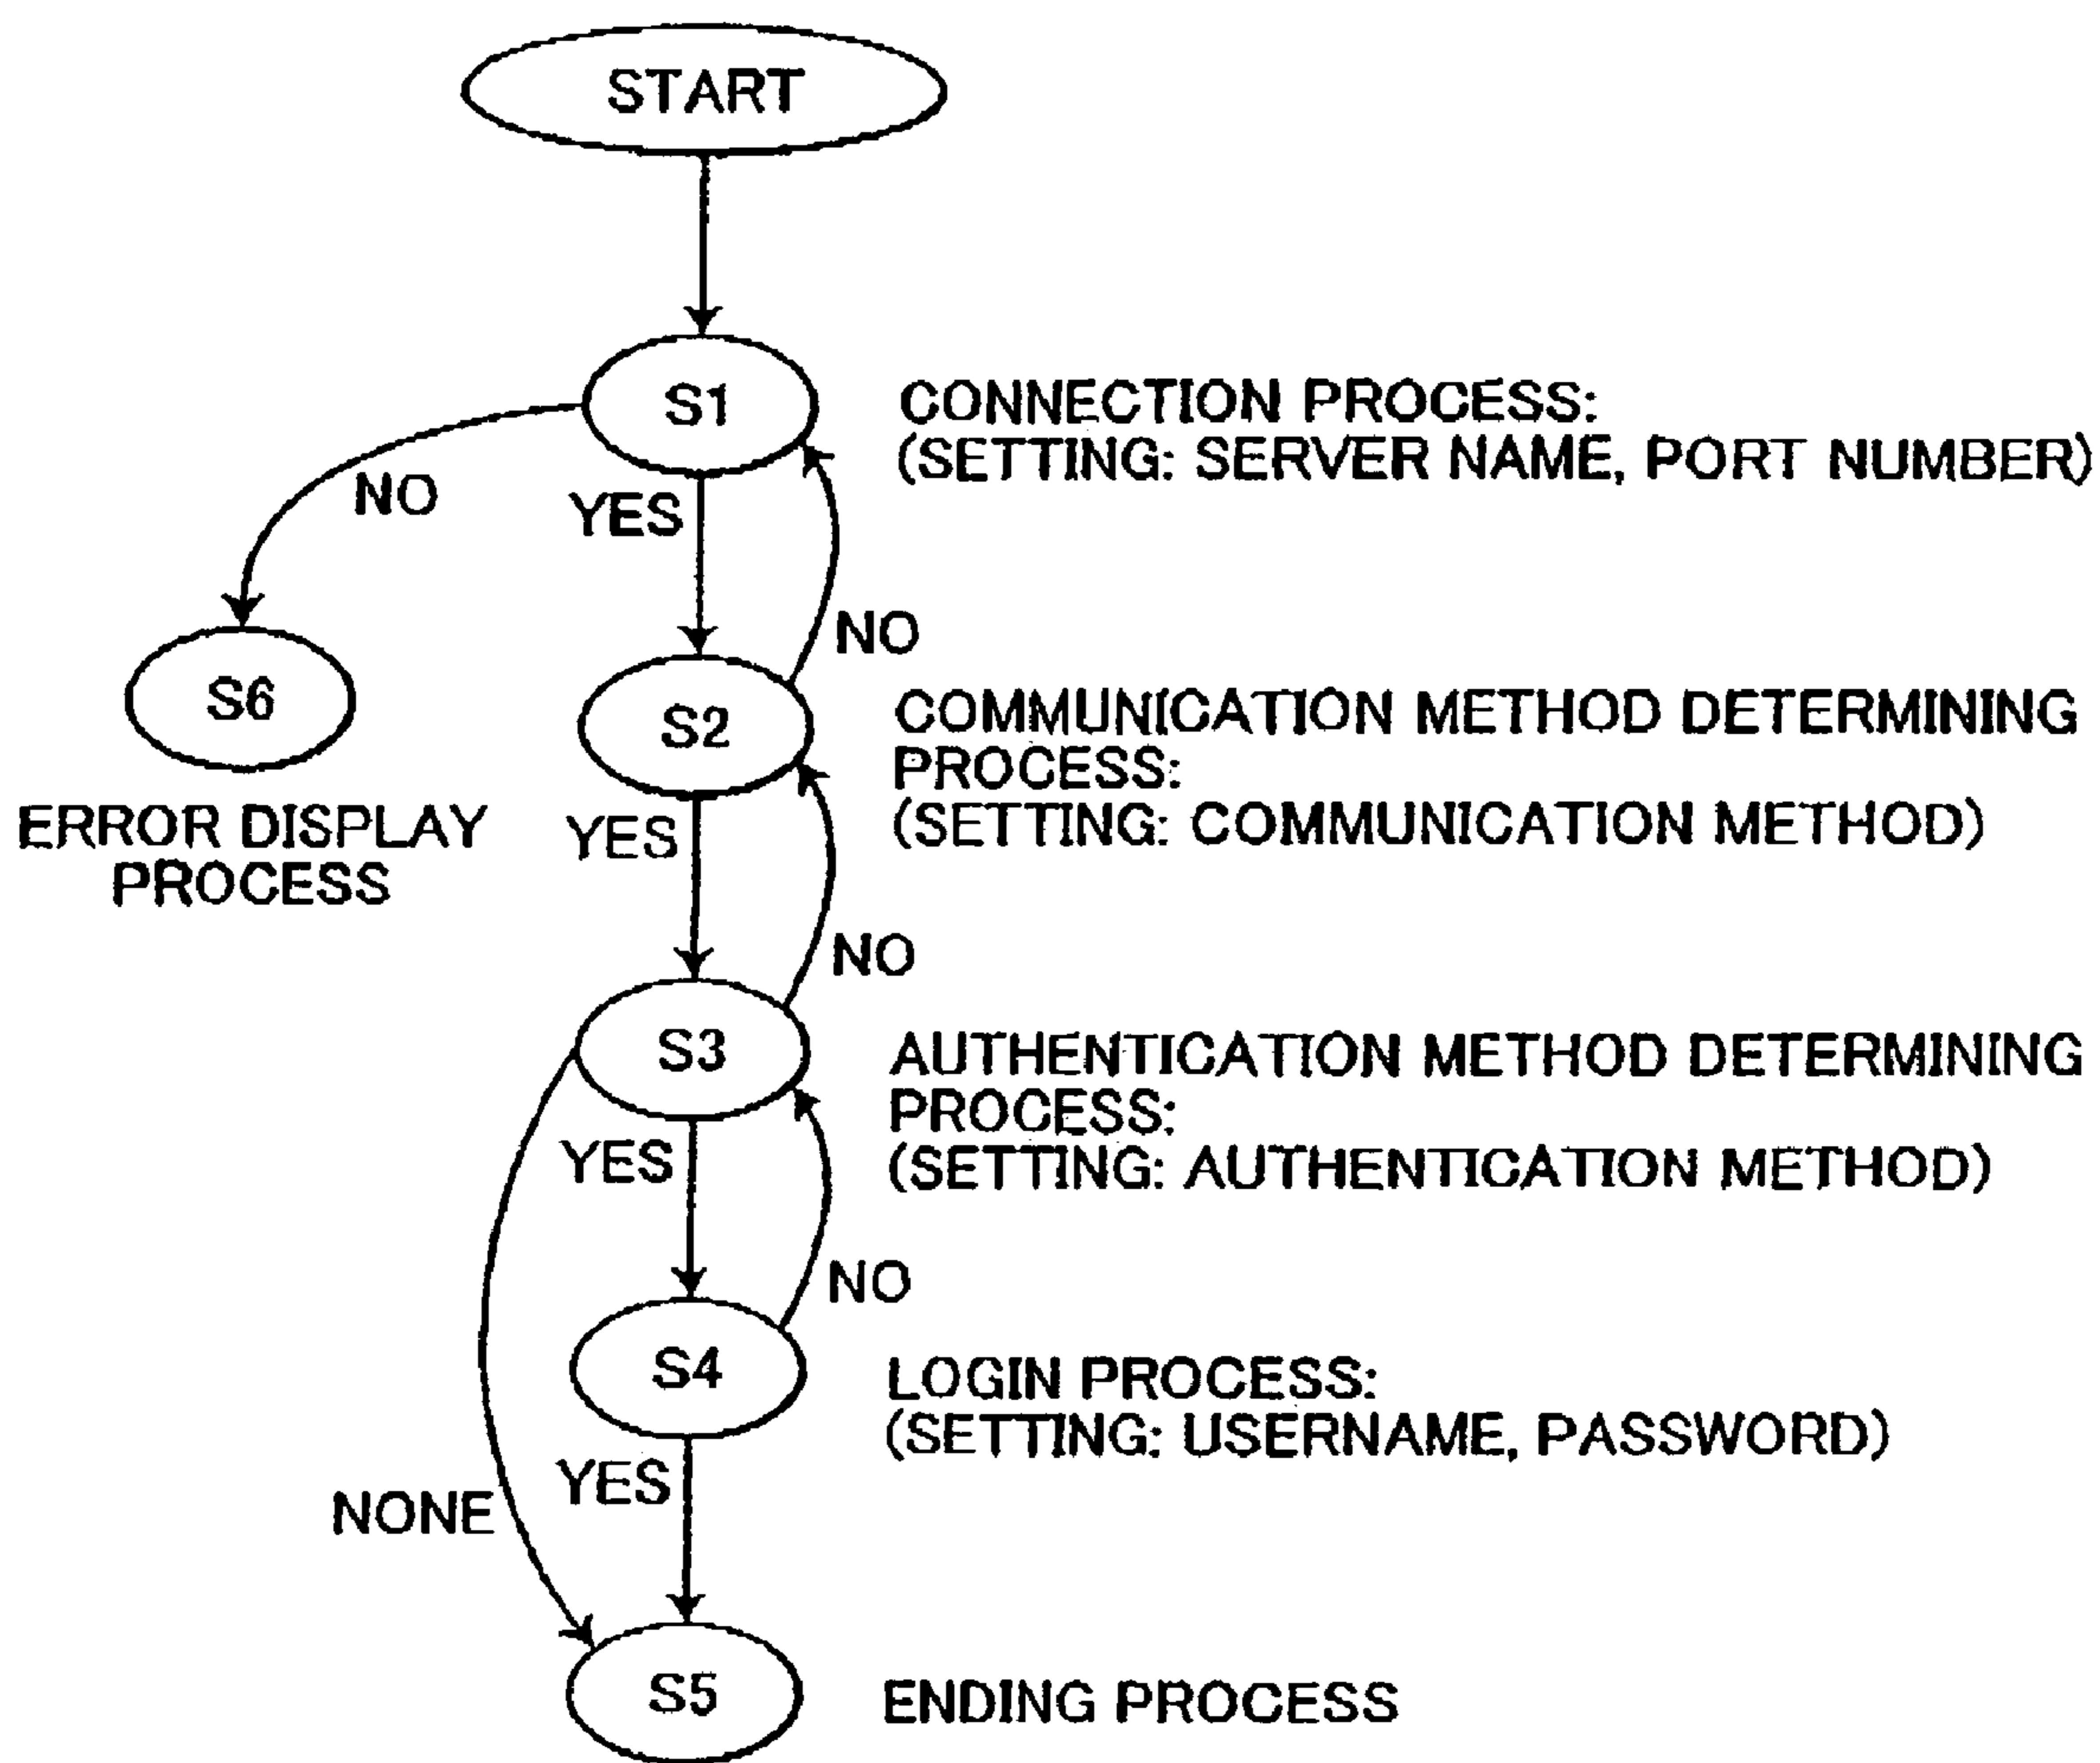 START
S1
CONNECTION PROCESS:
(SETTING: SERVER NAME, PORT NUMBER)
NO
YES
NO
S6
ERROR DISPLAY
PROCESS
S2
COMMUNICATION METHOD DETERMINING
PROCESS:
(SETTING: COMMUNICATION METHOD)
YES
NO
S3
AUTHENTICATION METHOD DETERMINING
PROCESS:
(SETTING: AUTHENTICATION METHOD)
YES
NO
S4
LOGIN PROCESS:
(SETTING: USERNAME, PASSWORD)
YES
NONE
S5
ENDING PROCESS